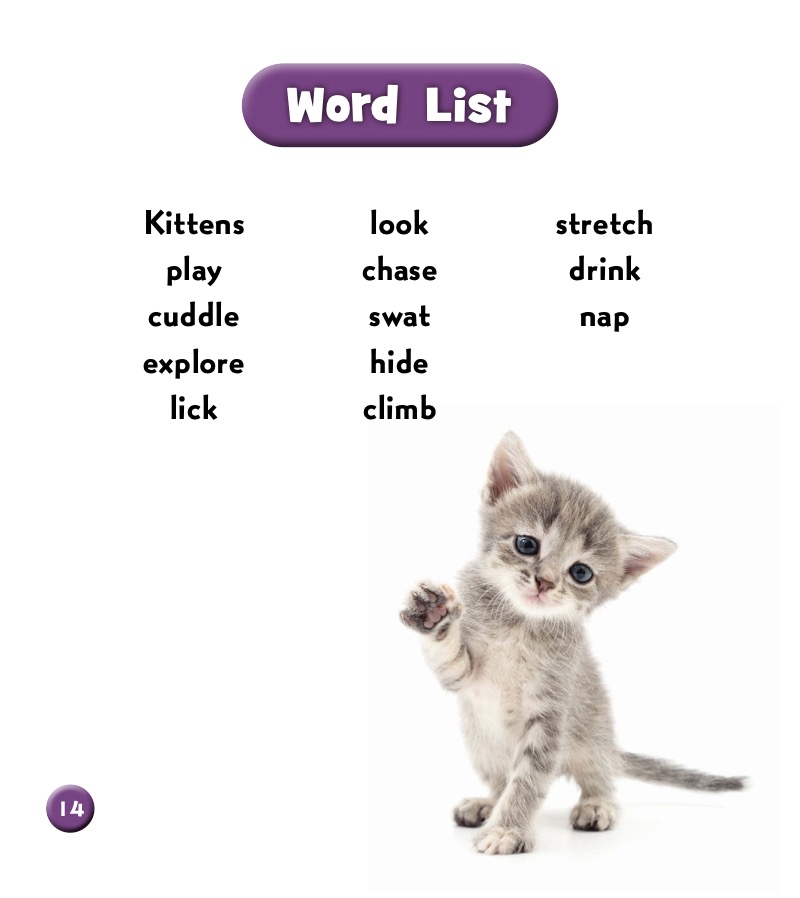 Word List
Kittens
play
cuddle
explore
lick
look
chase
swat
hide
climb
stretch
drink
nap
14